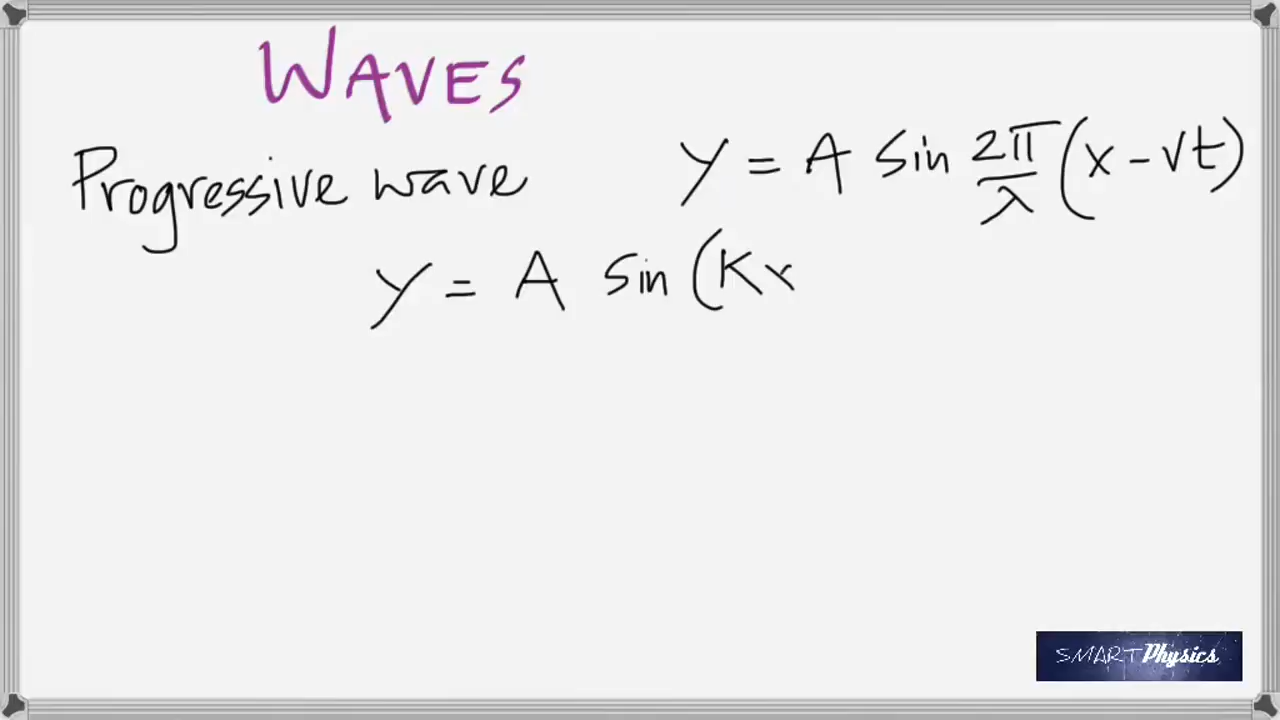 WAVES
Progressive wave y = A sin 2π/λ (x - vt)
y = A sin (Kx
SMART Physics